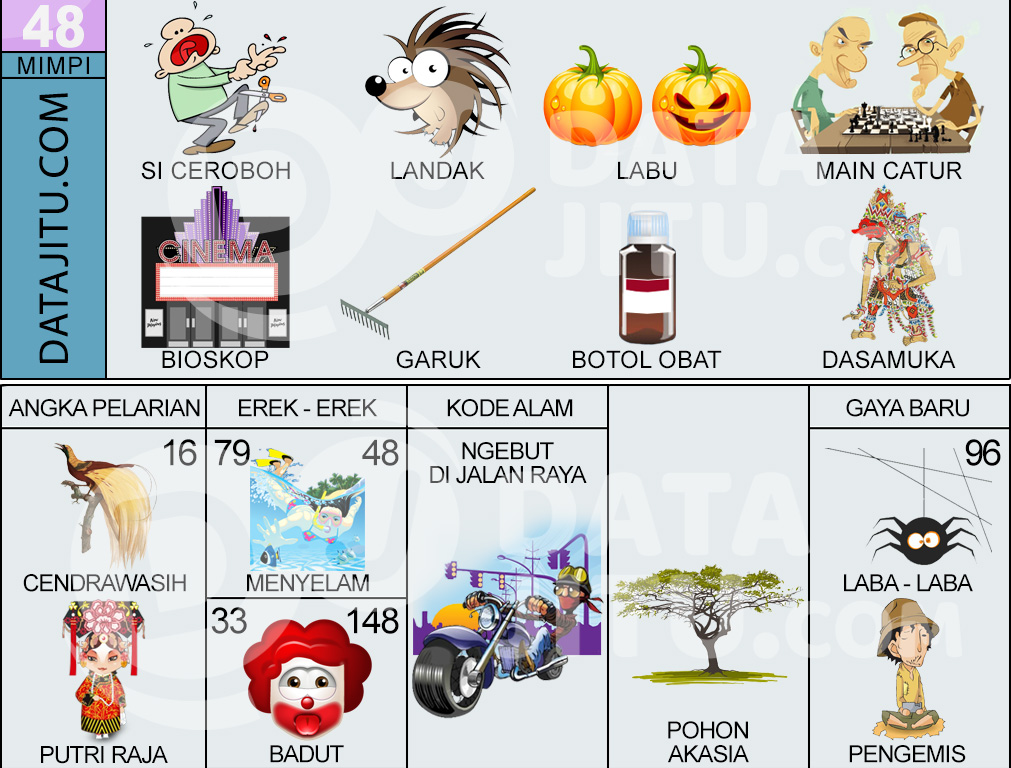 48
MIMPI
DATAJITU.COM
SI CEROBOH
LANDAK
LABU
MAIN CATUR
CINEMA
BIOSKOP
GARUK
BOTOL OBAT
DASAMUKA
DATA
JITU.COM
ANGKA PELARIAN
EREK - EREK
KODE ALAM
GAYA BARU
16
79
48
NGEBUT
DI JALAN RAYA
96
CENDRAWASIH
MENYELAM
LABA - LABA
33
148
DATA
JITU.COM
PUTRI RAJA
BADUT
POHON
AKASIA
PENGEMIS